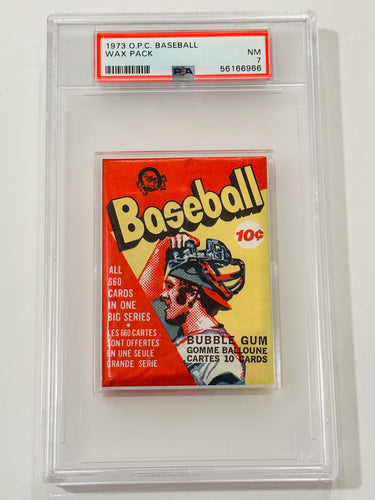 1973 O.P.C. BASEBALL
WAX PACK
NM
7
PSA
56166966
Baseball
10¢
ALL
660
CARDS
IN ONE
BIG SERIES
LES 660 CARTES
SONT OFFERTES
EN UNE SEULE
GRANDE SERIE
BUBBLE GUM
GOMME BALLOUNE
CARTES 10 CARDS